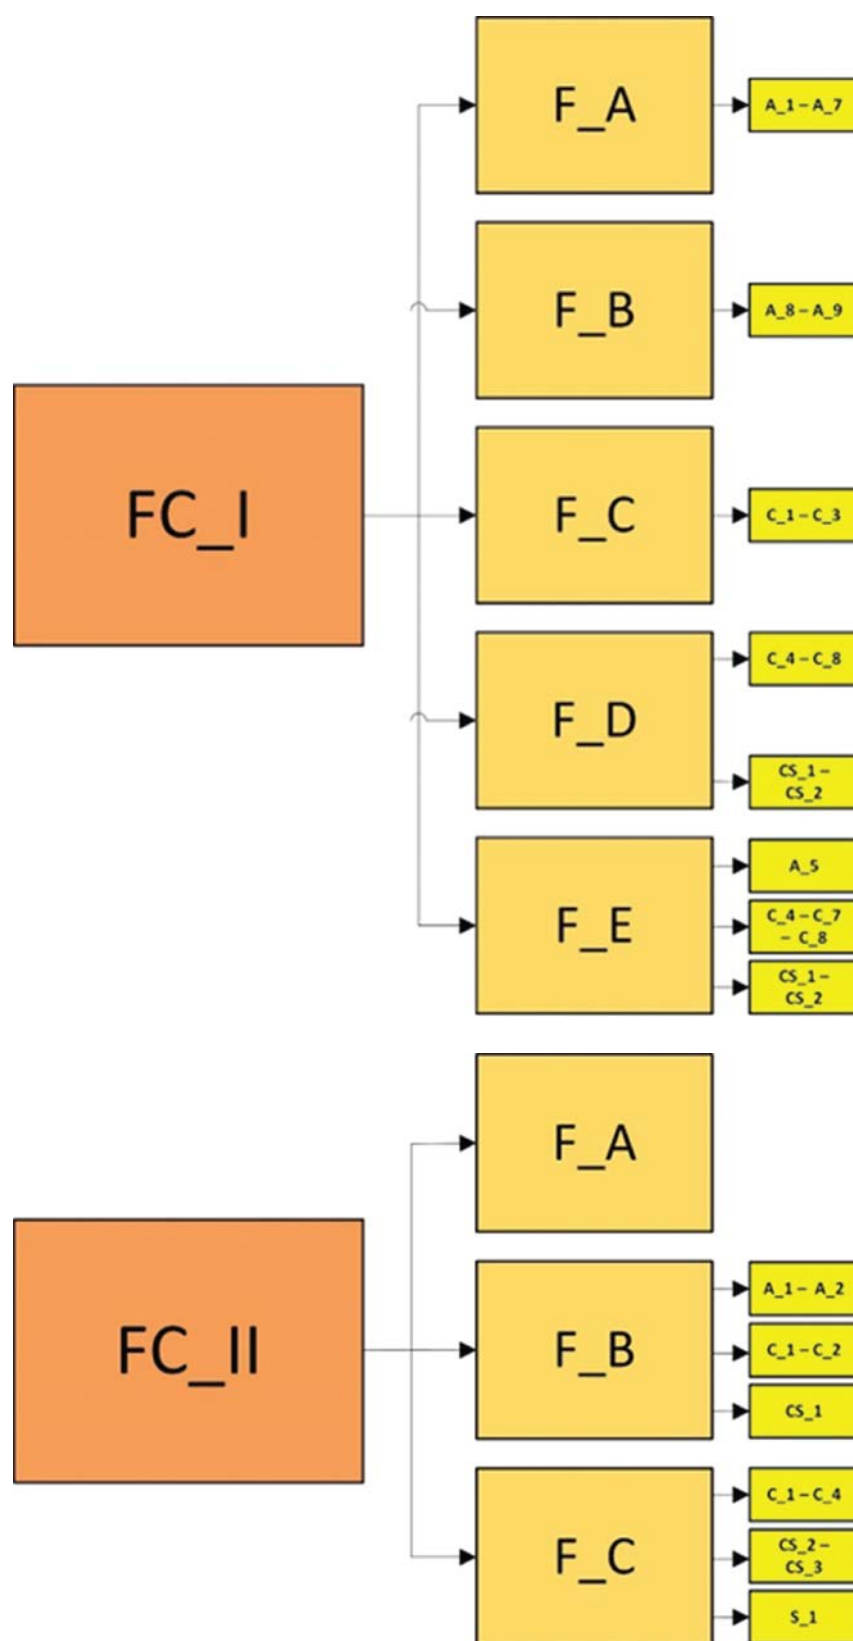 F_A
A_1 – A_7
F_B
A_8 – A_9
FC_I
F_C
C_1 – C_3
F_D
C_4 – C_8
CS_1 –
CS_2
F_E
A_5
C_4 – C_7
– C_8
CS_1 –
CS_2
F_A
FC_II
F_B
A_1 – A_2
C_1 – C_2
CS_1
F_C
C_1 – C_4
CS_2 –
CS_3
S_1